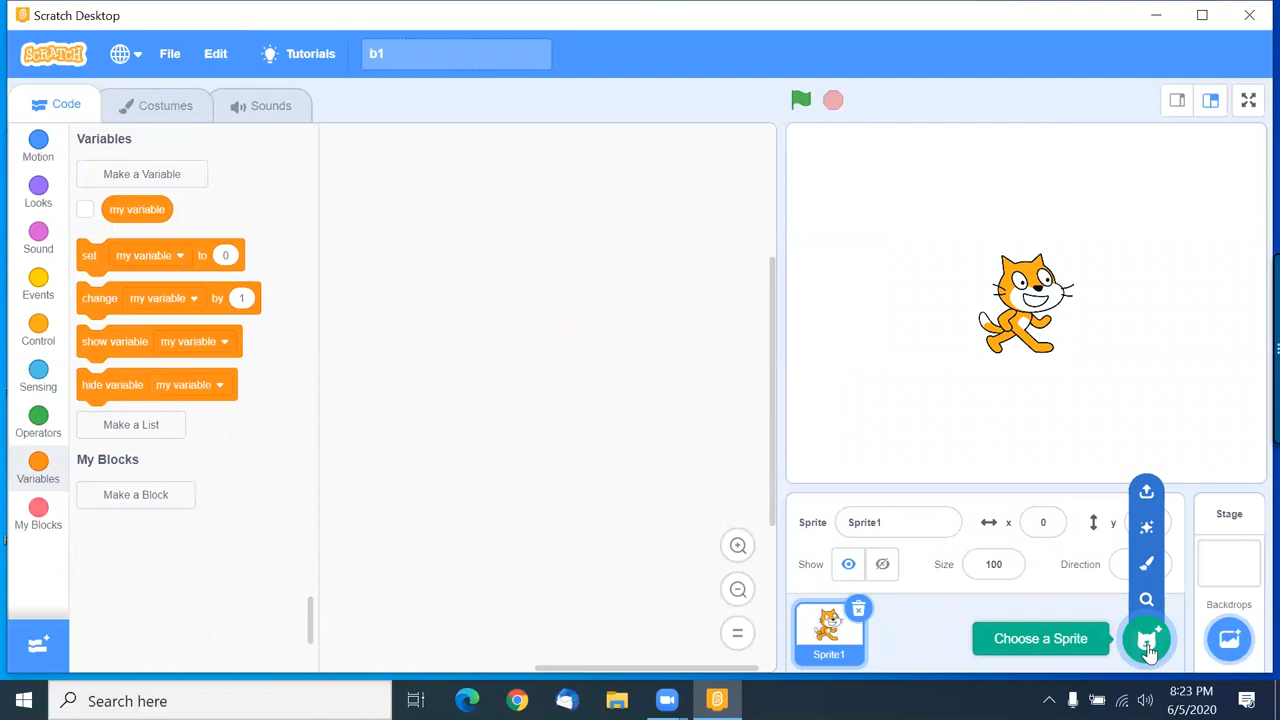 Scratch Desktop
SCRATCH
File
Edit
Tutorials
b1
Code
Costumes
Sounds
Motion
Looks
Sound
Events
Control
Sensing
Operators
Variables
My Blocks
Variables
Make a Variable
my variable
set my variable to 0
change my variable by 1
show variable my variable
hide variable my variable
Make a List
My Blocks
Make a Block
Sprite Sprite1 x 0 y
Show Size 100 Direction
Sprite1
Choose a Sprite
Stage
Backdrops
Search here
8:23 PM
6/5/2020